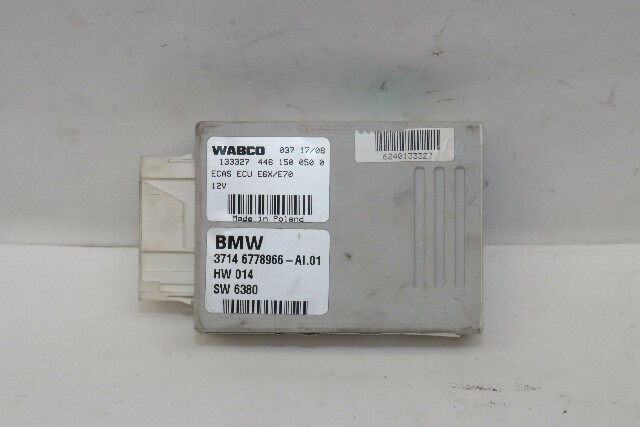 WABCO 037 17/08
133327 446 150 050 0
ECAS ECU E6X/E70
12V
Made in Poland
6240133327
BMW
3714 6778966-AI.01
HW 014
SW 6380